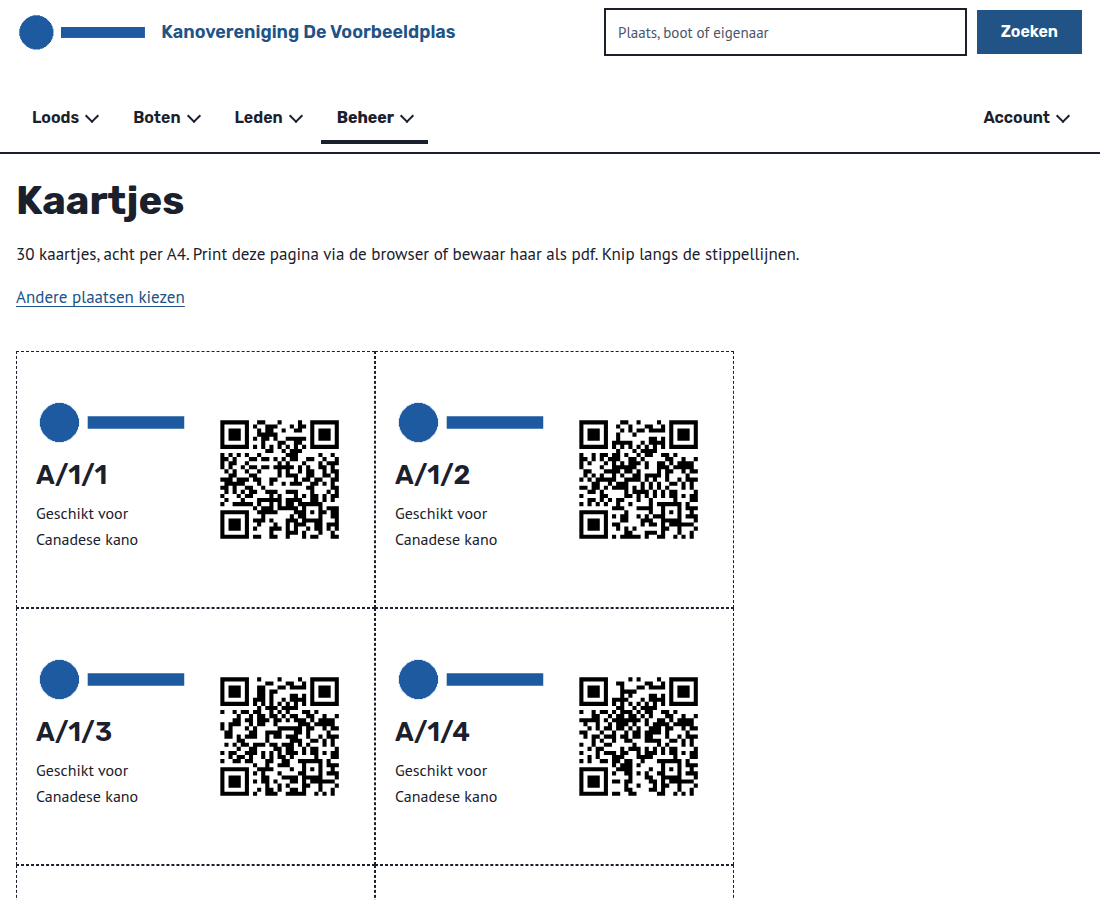 Kanovereniging De Voorbeeldplas
Plaats, boot of eigenaar
Zoeken
Loods
Boten
Leden
Beheer
Account
Kaartjes
30 kaartjes, acht per A4. Print deze pagina via de browser of bewaar haar als pdf. Knip langs de stippellijnen.
Andere plaatsen kiezen
A/1/1
Geschikt voor
Canadese kano
A/1/2
Geschikt voor
Canadese kano
A/1/3
Geschikt voor
Canadese kano
A/1/4
Geschikt voor
Canadese kano